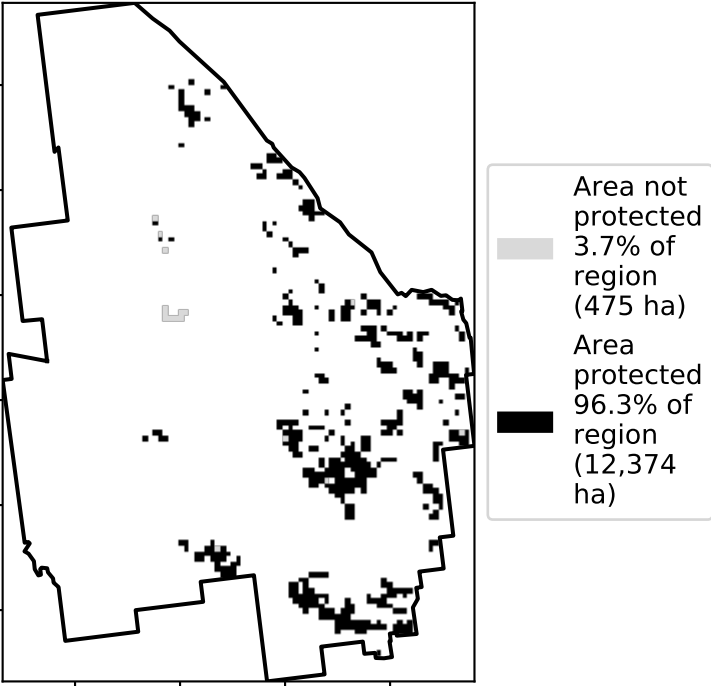 Area not
protected
3.7% of
region
(475 ha)
Area
protected
96.3% of
region
(12,374
ha)